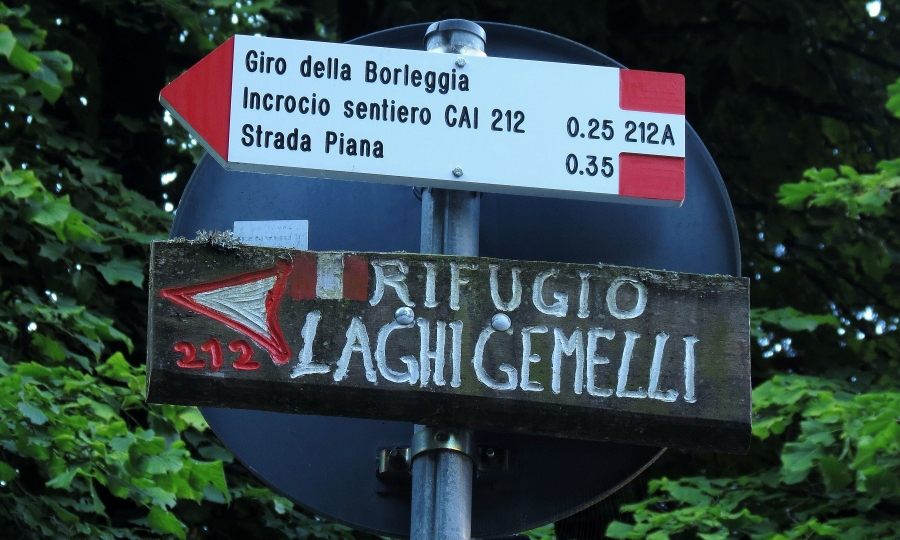 Giro della Borleggia
Incrocio sentiero CAI 212 0.25 212A
Strada Piana 0.35
RIFUGIO
LAGHI GEMELLI
212